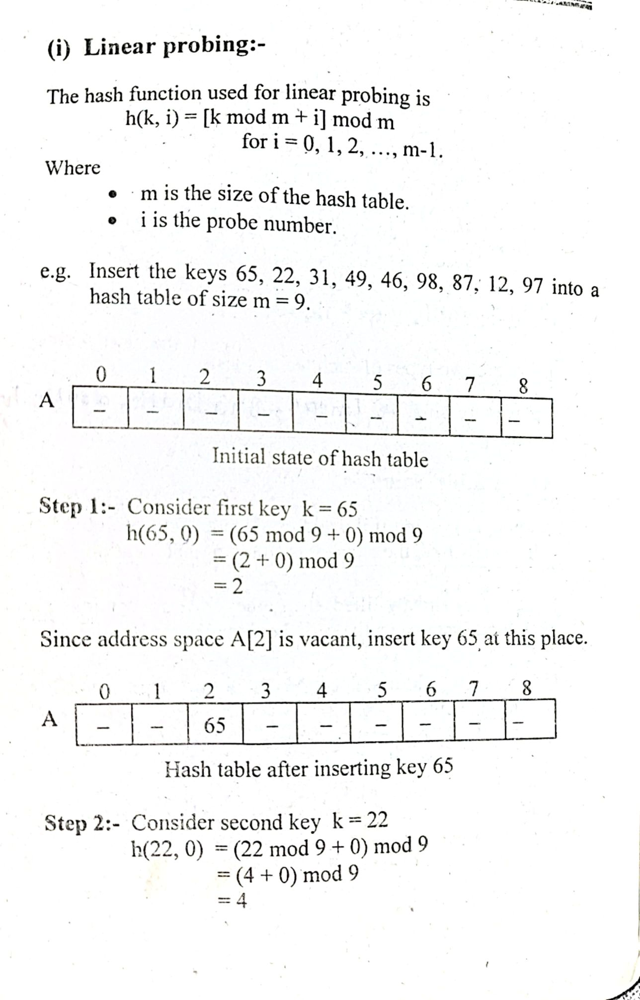 (i) Linear probing:-
The hash function used for linear probing is
h(k, i) = [k mod m + i] mod m
for i = 0, 1, 2, ..., m-1.
Where
• m is the size of the hash table.
• i is the probe number.
e.g. Insert the keys 65, 22, 31, 49, 46, 98, 87, 12, 97 into a
hash table of size m = 9.
0 1 2 3 4 5 6 7 8
A – – – – – – – – –
Initial state of hash table
Step 1:- Consider first key k = 65
h(65, 0) = (65 mod 9 + 0) mod 9
= (2 + 0) mod 9
= 2
Since address space A[2] is vacant, insert key 65 at this place.
0 1 2 3 4 5 6 7 8
A – – 65 – – – – – –
Hash table after inserting key 65
Step 2:- Consider second key k = 22
h(22, 0) = (22 mod 9 + 0) mod 9
= (4 + 0) mod 9
= 4